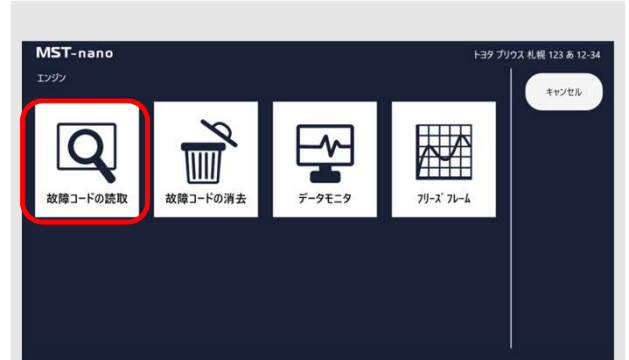 MST-nano
トヨタ プリウス 札幌 123 あ 12-34
エンジン
キャンセル
故障コードの読取
故障コードの消去
データモニタ
フリーズ フレーム